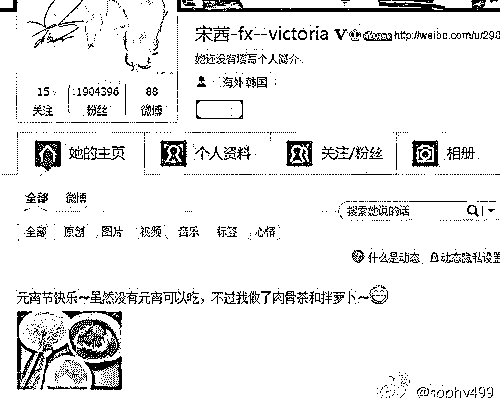 宋茜-fx--victoria V http://weibo.com/u/298
她还没有填写个人简介
海外 韩国
15 1904396 88
关注 粉丝 微博
她的主页 个人资料 关注/粉丝 相册
全部 微博
搜索她说的话
全部 原创 图片 视频 音乐 标签 心情
什么是动态 动态隐私设置
元宵节快乐~虽然没有元宵可以吃，不过我做了肉骨茶和拌萝卜~
@sophy499